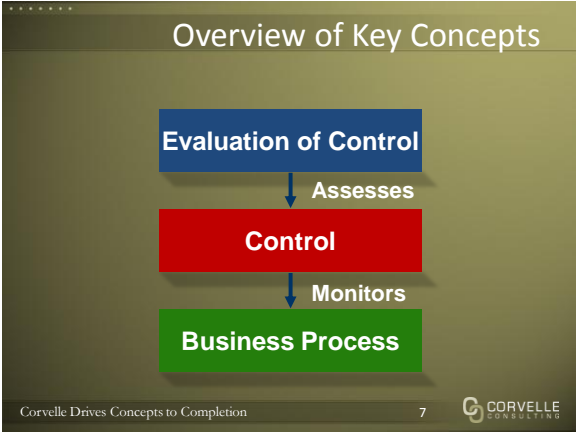 Overview of Key Concepts
Evaluation of Control
Assesses
Control
Monitors
Business Process
Corvelle Drives Concepts to Completion
7
CORVELLE
CONSULTING